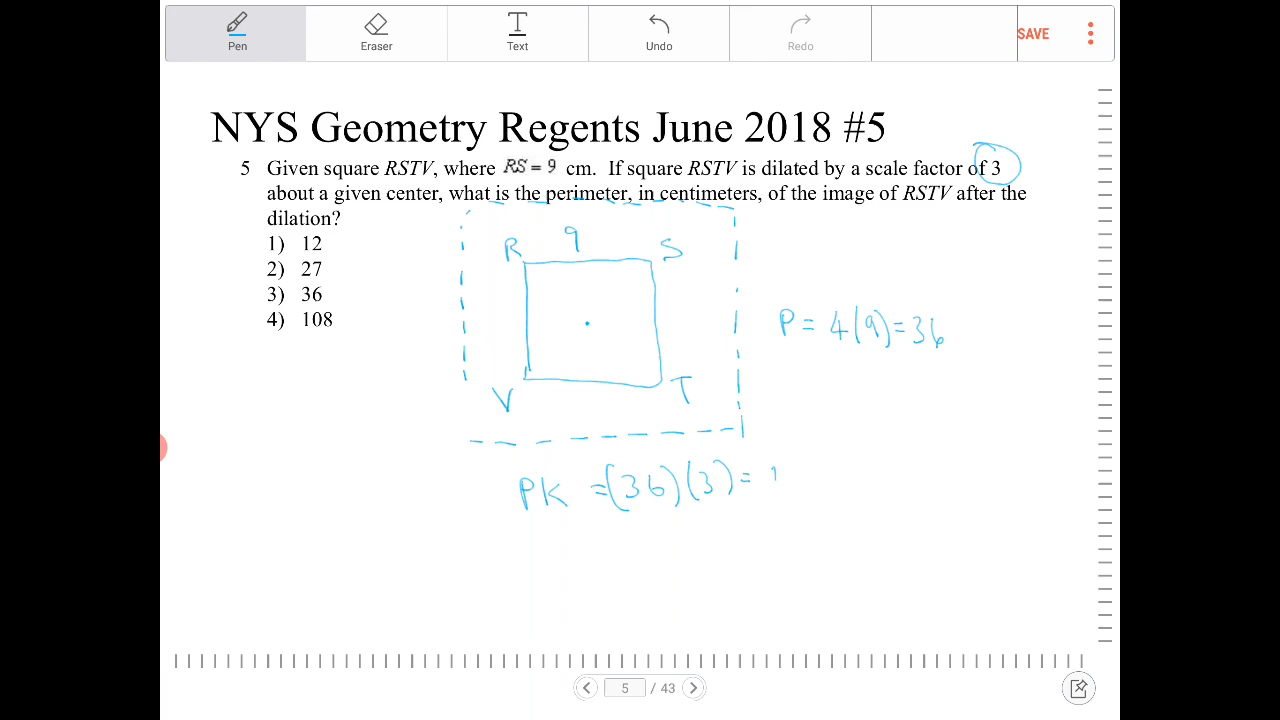 Pen Eraser Text Undo Redo SAVE
NYS Geometry Regents June 2018 #5
5 Given square RSTV, where RS = 9 cm. If square RSTV is dilated by a scale factor of 3
about a given center, what is the perimeter, in centimeters, of the image of RSTV after the
dilation?
1) 12
2) 27
3) 36
4) 108
R 9 S
P = 4(9) = 36
V T
PK = (36)(3) = 1
5 / 43